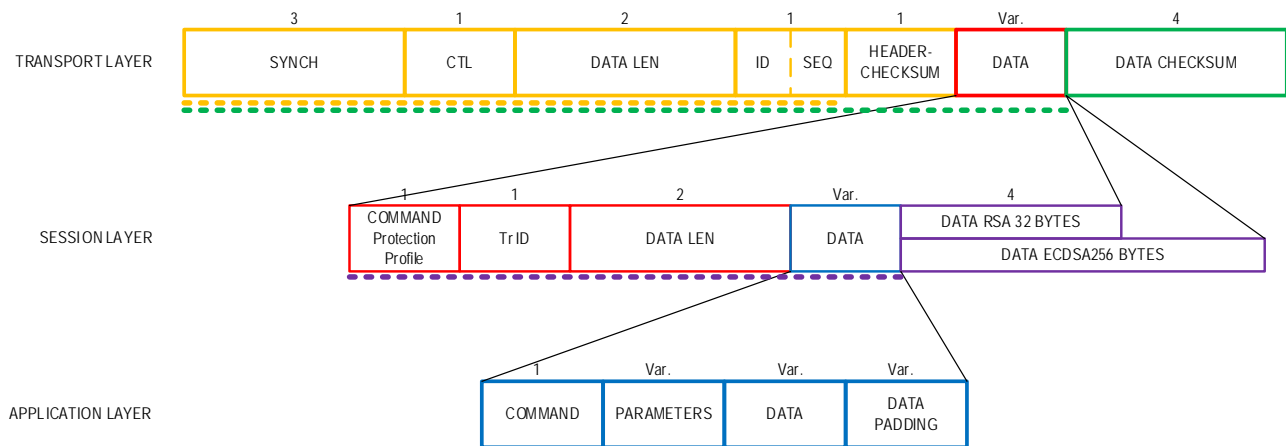 3 1 2 1 1 Var. 4
TRANSPORT LAYER SYNCH CTL DATA LEN ID SEQ HEADER-
CHECKSUM DATA DATA CHECKSUM
1 1 2 Var. 4
SESSION LAYER COMMAND
Protection
Profile TrID DATA LEN DATA DATA RSA 32 BYTES
DATA ECDSA256 BYTES
1 Var. Var. Var.
APPLICATION LAYER COMMAND PARAMETERS DATA DATA
PADDING